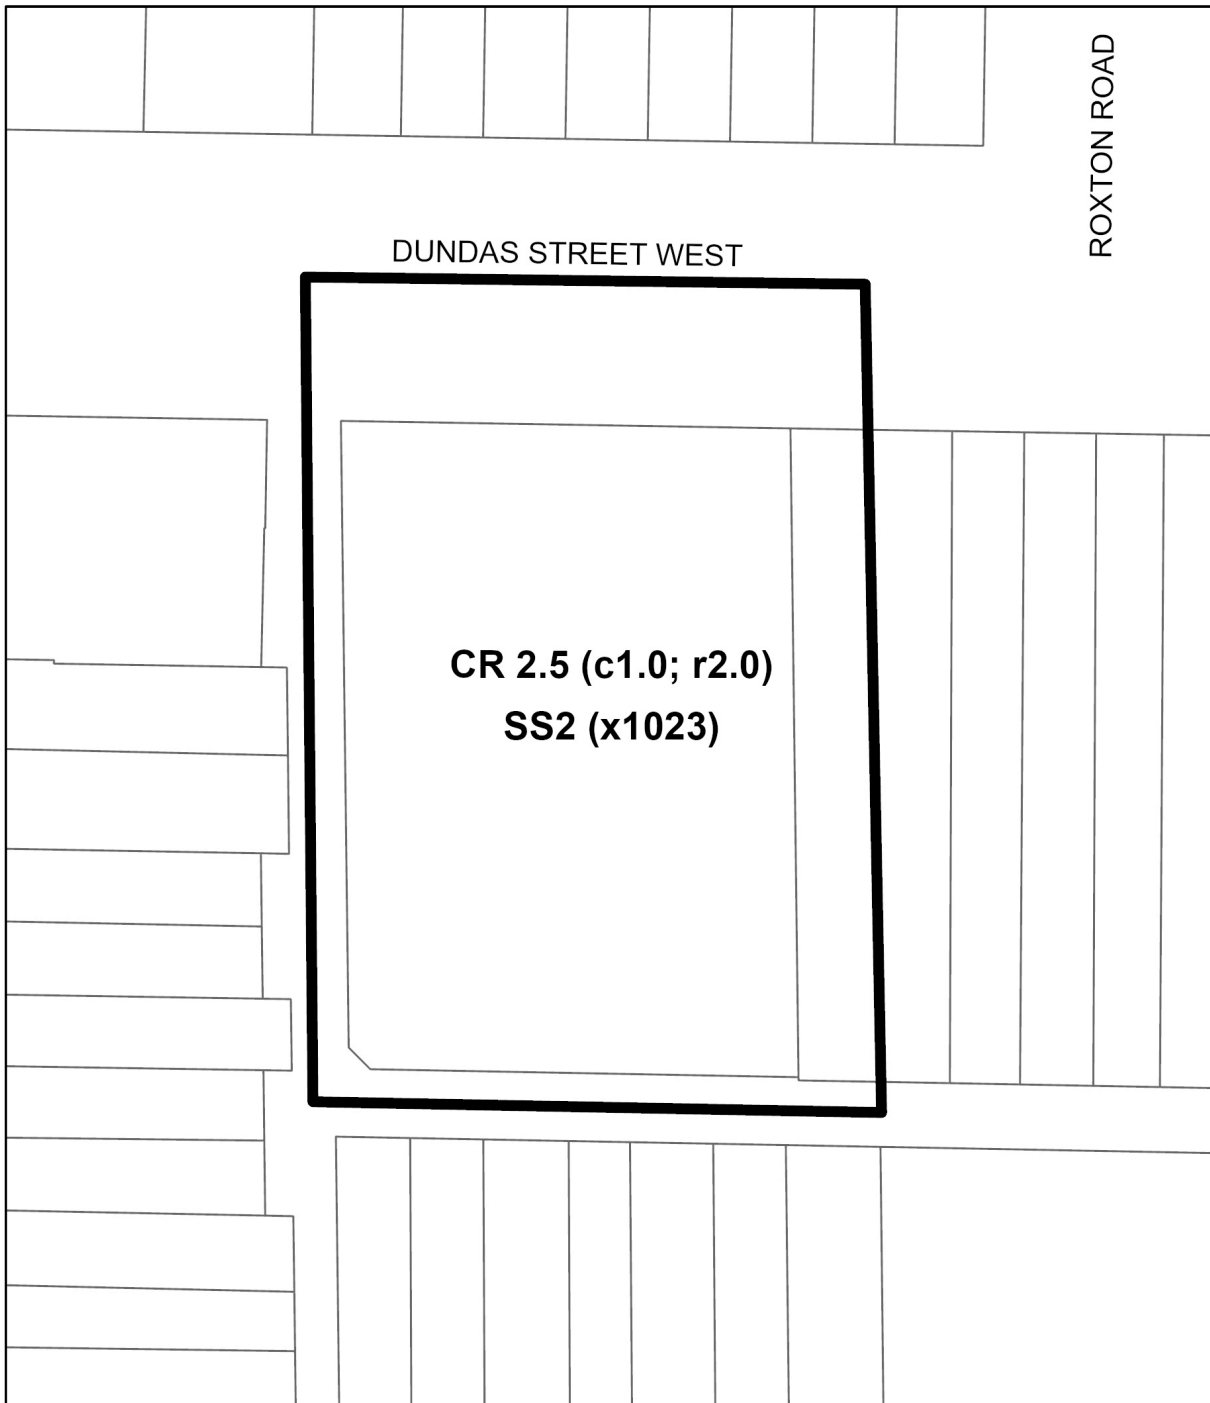 ROXTON ROAD
DUNDAS STREET WEST
CR 2.5 (c1.0; r2.0)
SS2 (x1023)